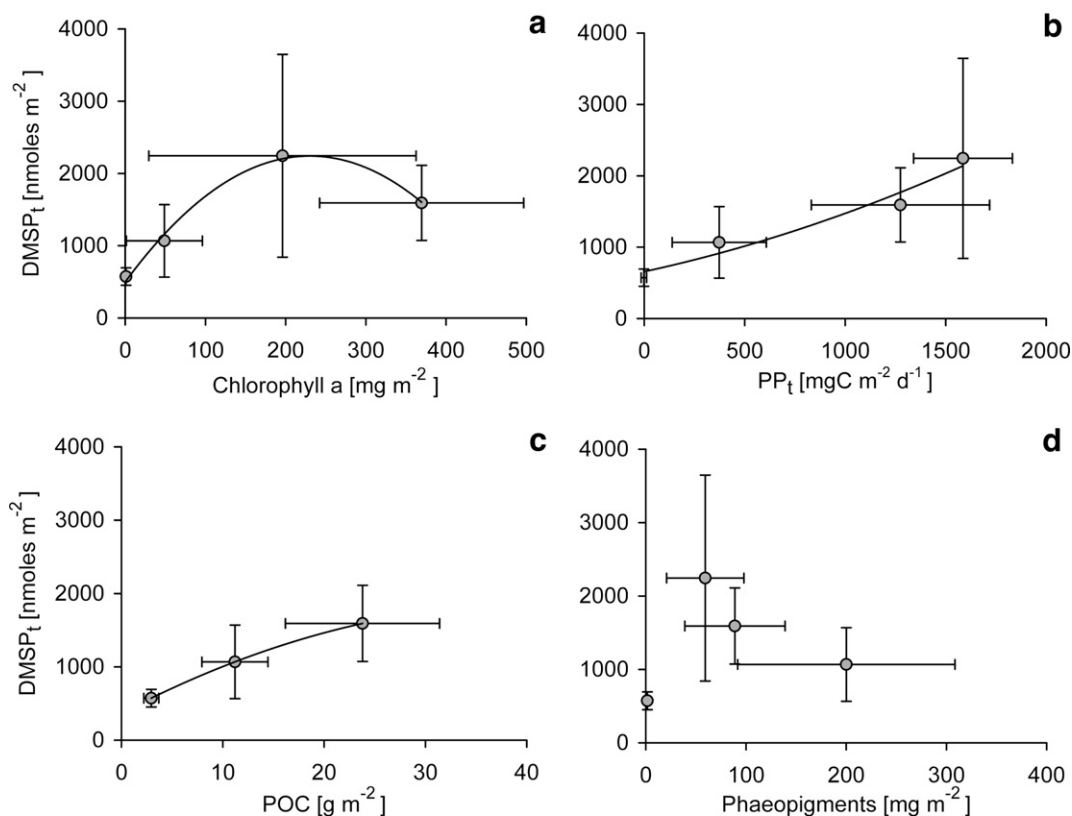 a
4000
3000
2000
1000
0
DMSPt [nmoles m-2]
0 100 200 300 400 500
Chlorophyll a [mg m-2 ]
b
4000
3000
2000
1000
0
0 500 1000 1500 2000
PPt [mgC m-2 d-1]
c
4000
3000
2000
1000
0
DMSPt [nmoles m-2]
0 10 20 30 40
POC [g m-2]
d
4000
3000
2000
1000
0
0 100 200 300 400
Phaeopigments [mg m-2]